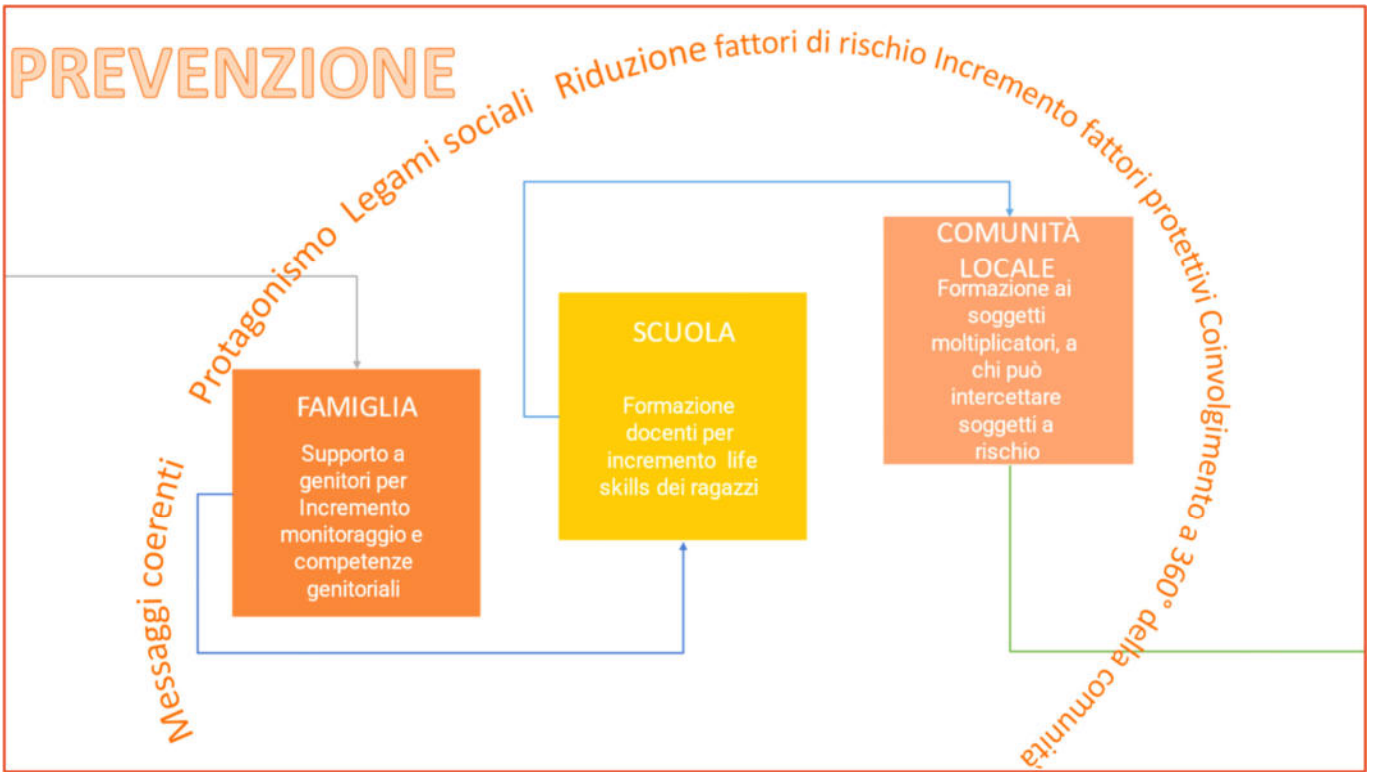 PREVENZIONE
Messaggi coerenti Protagonismo Legami sociali Riduzione fattori di rischio Incremento fattori protettivi Coinvolgimento a 360° della comunità
FAMIGLIA
Supporto a
genitori per
Incremento
monitoraggio e
competenze
genitoriali
SCUOLA
Formazione
docenti per
incremento life
skills dei ragazzi
COMUNITÀ
LOCALE
Formazione ai
soggetti
moltiplicatori, a
chi può
intercettare
soggetti a
rischio